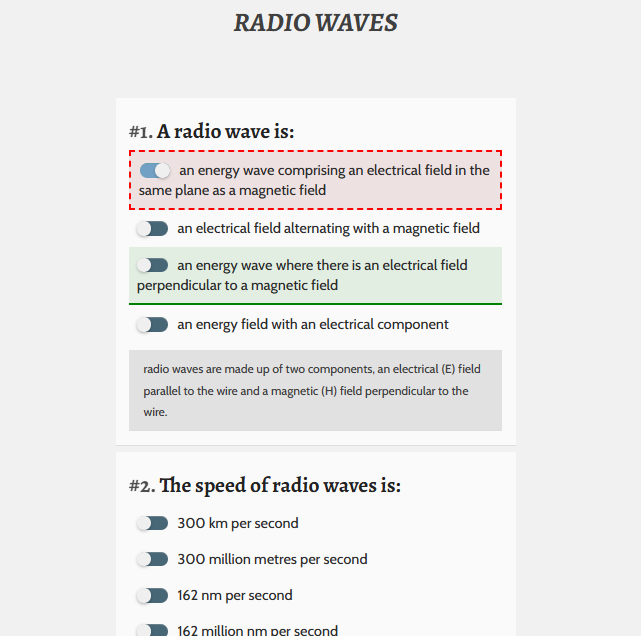 RADIO WAVES
#1. A radio wave is:
an energy wave comprising an electrical field in the
same plane as a magnetic field
an electrical field alternating with a magnetic field
an energy wave where there is an electrical field
perpendicular to a magnetic field
an energy field with an electrical component
radio waves are made up of two components, an electrical (E) field
parallel to the wire and a magnetic (H) field perpendicular to the
wire.
#2. The speed of radio waves is:
300 km per second
300 million metres per second
162 nm per second
162 million nm per second